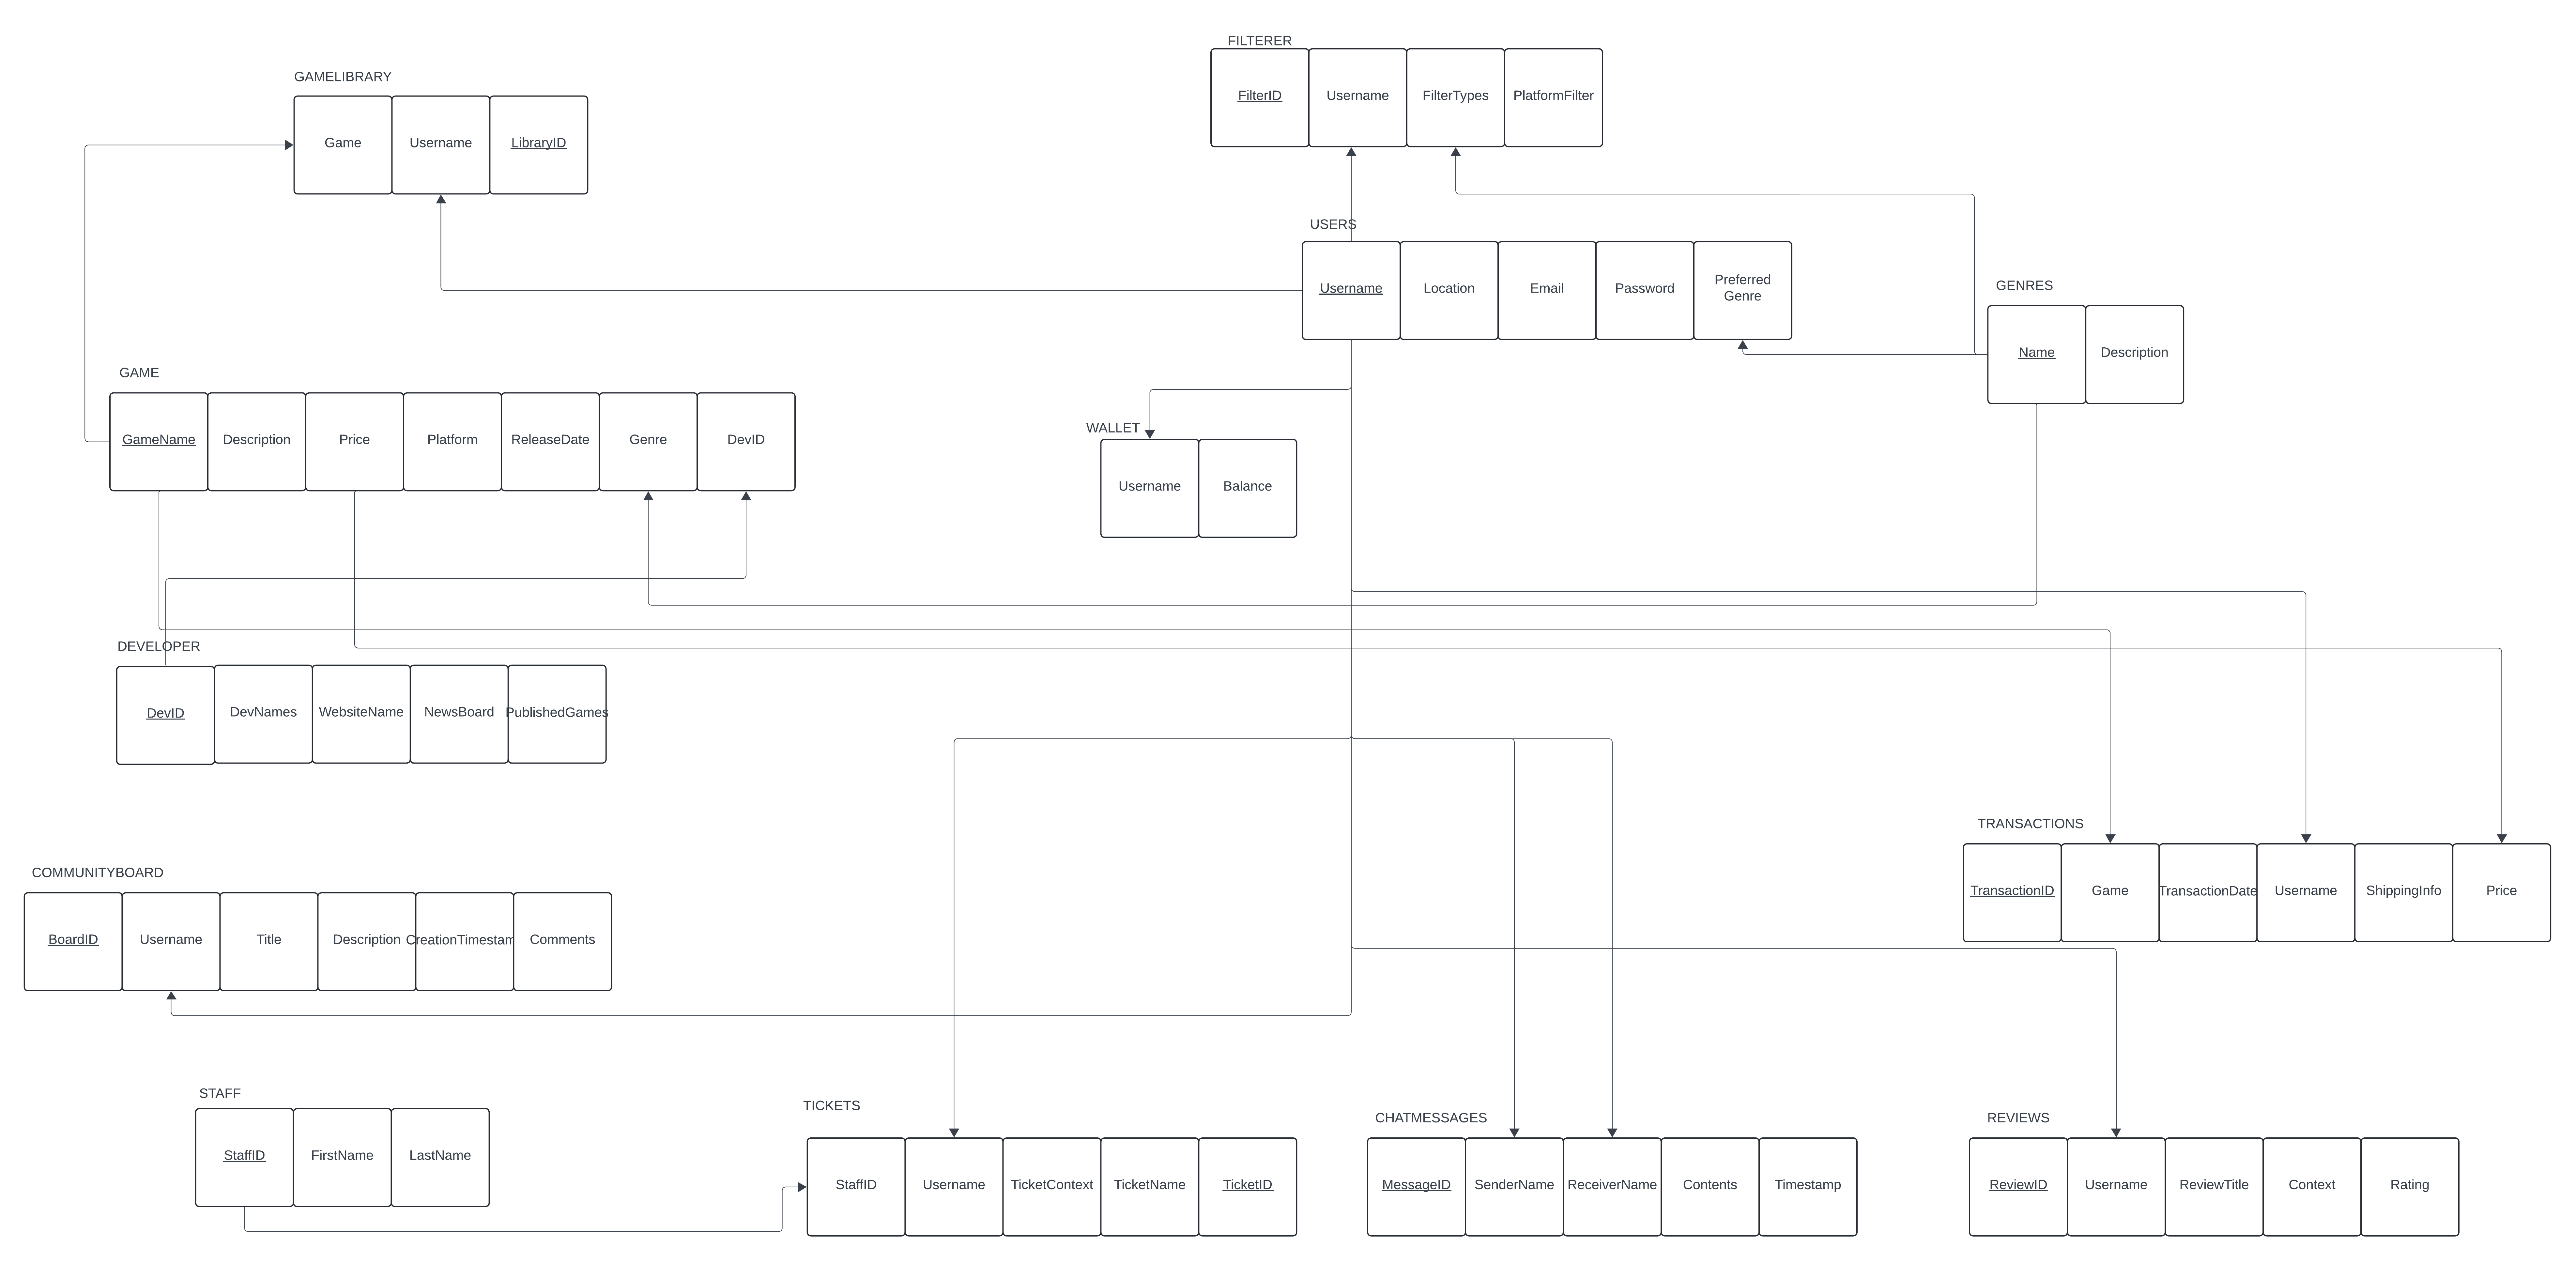 FILTERER
FilterID Username FilterTypes PlatformFilter
GAMELIBRARY
Game Username LibraryID
USERS
Username Location Email Password Preferred
Genre
GENRES
Name Description
GAME
GameName Description Price Platform ReleaseDate Genre DevID
WALLET
Username Balance
DEVELOPER
DevID DevNames WebsiteName NewsBoard PublishedGames
TRANSACTIONS
TransactionID Game TransactionDate Username ShippingInfo Price
COMMUNITYBOARD
BoardID Username Title Description CreationTimestam Comments
STAFF
StaffID FirstName LastName
TICKETS
StaffID Username TicketContext TicketName TicketID
CHATMESSAGES
MessageID SenderName ReceiverName Contents Timestamp
REVIEWS
ReviewID Username ReviewTitle Context Rating